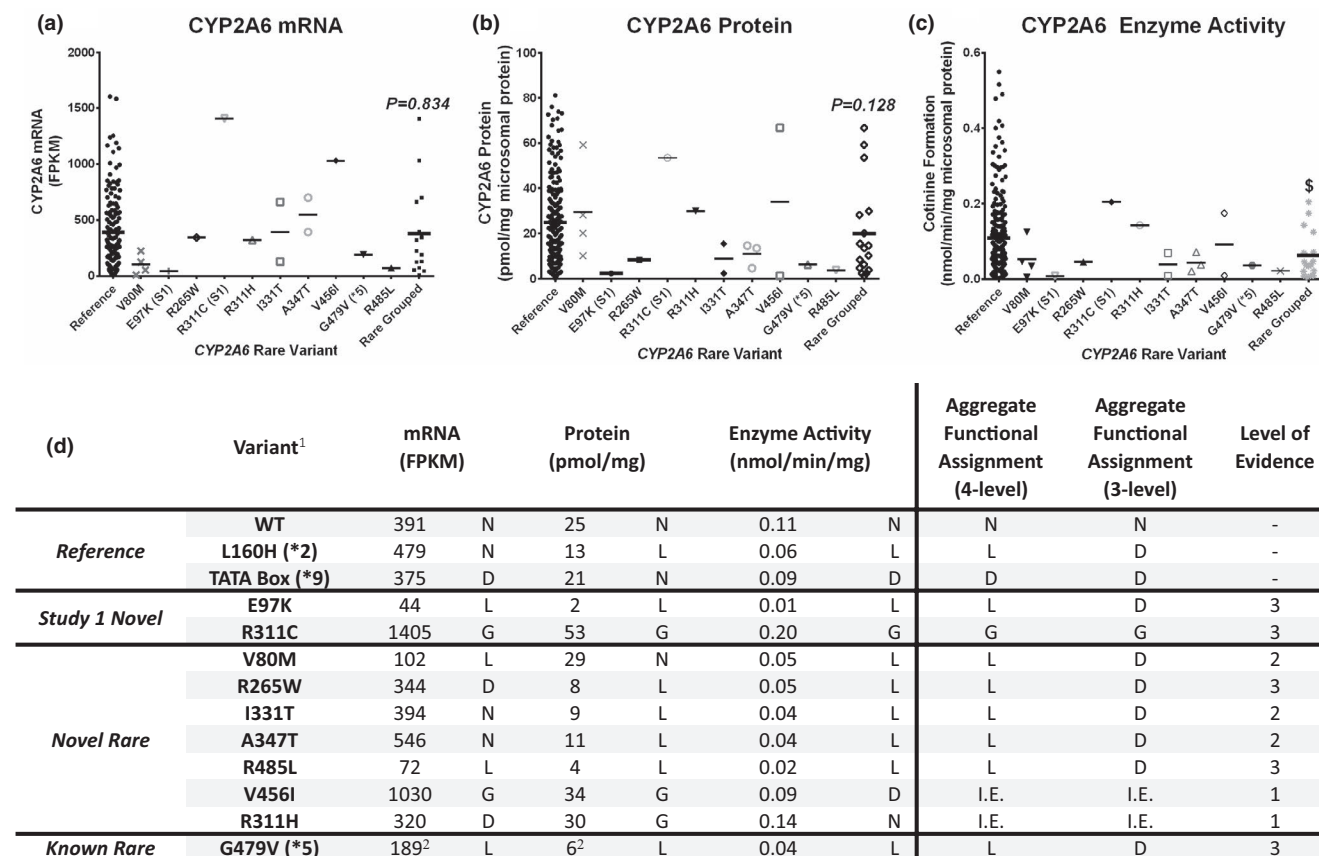 (a) CYP2A6 mRNA
CYP2A6 mRNA
(FPKM)
2000
1500
1000
500
0
P=0.834
Reference
V80M
E97K (S1)
R265W
R311C (S1)
R311H
I331T
A347T
V456I
G479V (*5)
R485L
Rare Grouped
CYP2A6 Rare Variant
(b) CYP2A6 Protein
CYP2A6 Protein
(pmol/mg microsomal protein)
100
80
60
40
20
0
P=0.128
Reference
V80M
E97K (S1)
R265W
R311C (S1)
R311H
I331T
A347T
V456I
G479V (*5)
R485L
Rare Grouped
CYP2A6 Rare Variant
(c) CYP2A6 Enzyme Activity
Cotinine Formation
(nmol/min/mg microsomal protein)
0.6
0.4
0.2
0.0
$
Reference
V80M
E97K (S1)
R265W
R311C (S1)
R311H
I331T
A347T
V456I
G479V (*5)
R485L
Rare Grouped
CYP2A6 Rare Variant
(d) Variant1 mRNA (FPKM) Protein (pmol/mg) Enzyme Activity (nmol/min/mg) Aggregate Functional Assignment (4-level) Aggregate Functional Assignment (3-level) Level of Evidence
Reference
WT 391 N 25 N 0.11 N N N -
L160H (*2) 479 N 13 L 0.06 L L D -
TATA Box (*9) 375 D 21 N 0.09 D D D -
Study 1 Novel
E97K 44 L 2 L 0.01 L L D 3
R311C 1405 G 53 G 0.20 G G G 3
Novel Rare
V80M 102 L 29 N 0.05 L L D 2
R265W 344 D 8 L 0.05 L L D 3
I331T 394 N 9 L 0.04 L L D 2
A347T 546 N 11 L 0.04 L L D 2
R485L 72 L 4 L 0.02 L L D 3
V456I 1030 G 34 G 0.09 D I.E. I.E. 1
R311H 320 D 30 G 0.14 N I.E. I.E. 1
Known Rare G479V (*5) 1892 L 62 L 0.04 L L D 3